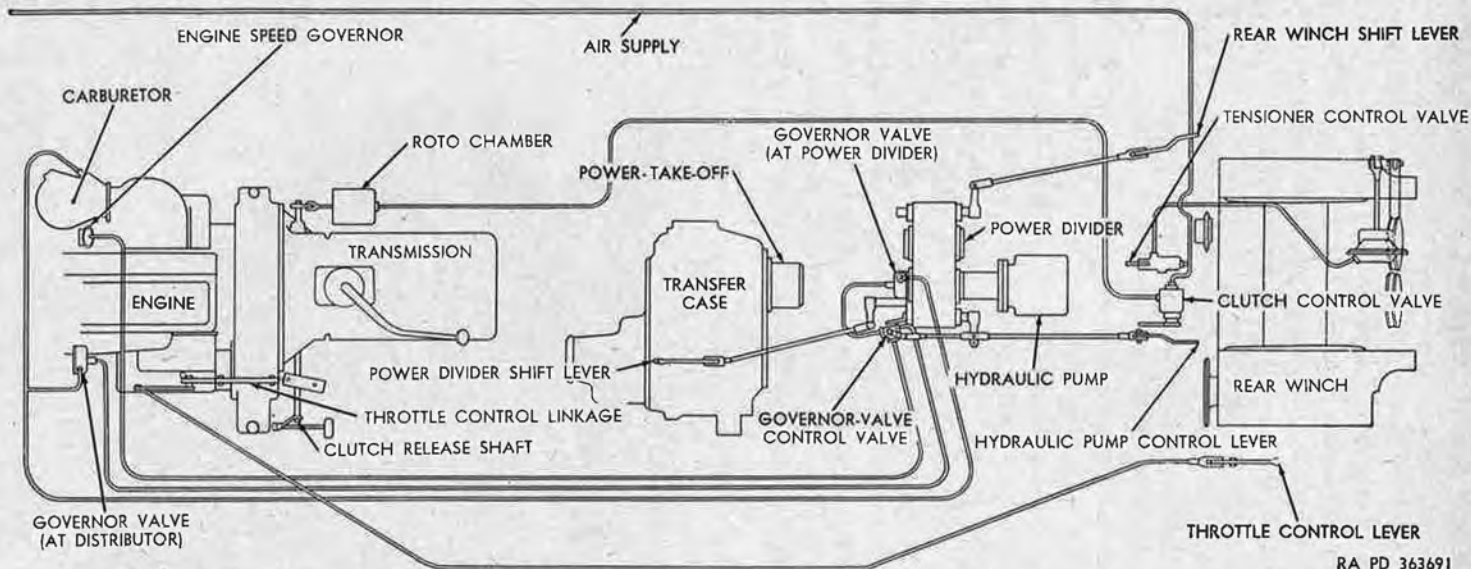 ENGINE SPEED GOVERNOR
AIR SUPPLY
REAR WINCH SHIFT LEVER
CARBURETOR
ROTO CHAMBER
GOVERNOR VALVE
(AT POWER DIVIDER)
TENSIONER CONTROL VALVE
POWER-TAKE-OFF
TRANSMISSION
POWER DIVIDER
ENGINE
TRANSFER
CASE
CLUTCH CONTROL VALVE
POWER DIVIDER SHIFT LEVER
HYDRAULIC PUMP
REAR WINCH
THROTTLE CONTROL LINKAGE
GOVERNOR-VALVE
CONTROL VALVE
HYDRAULIC PUMP CONTROL LEVER
CLUTCH RELEASE SHAFT
GOVERNOR VALVE
(AT DISTRIBUTOR)
THROTTLE CONTROL LEVER
RA PD 363691